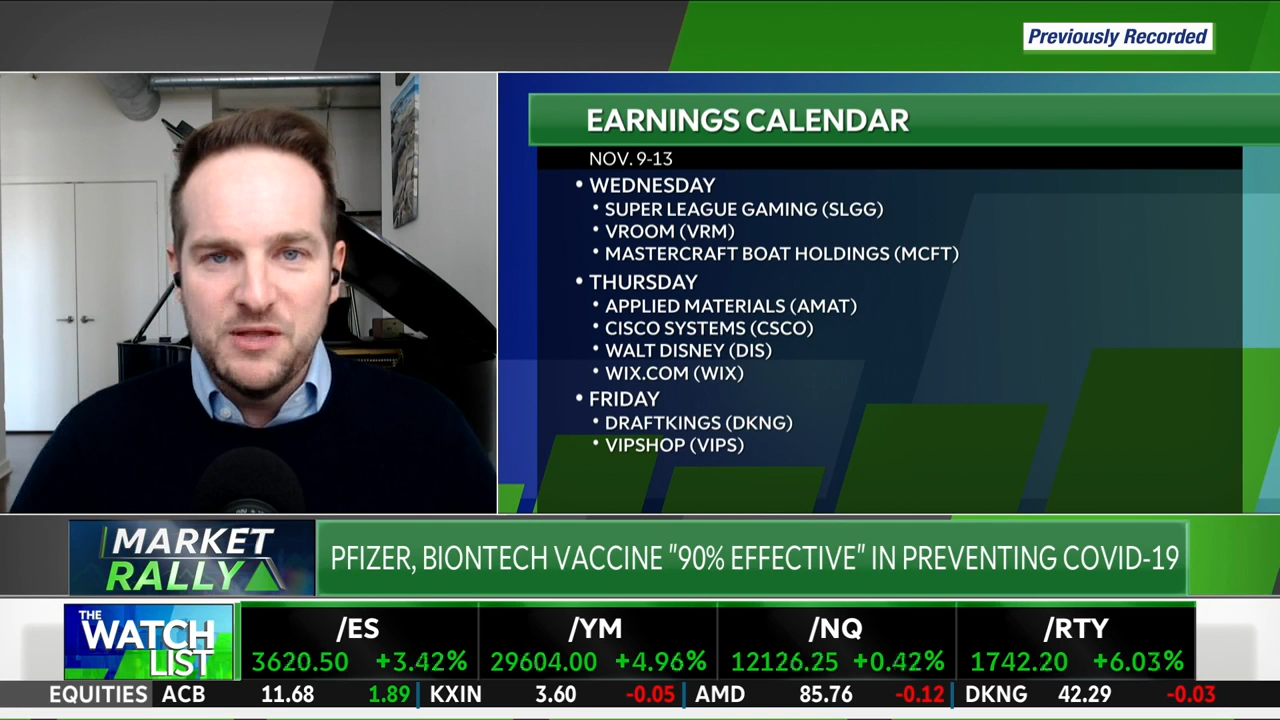 Previously Recorded
EARNINGS CALENDAR
NOV. 9-13
• WEDNESDAY
• SUPER LEAGUE GAMING (SLGG)
• VROOM (VRM)
• MASTERCRAFT BOAT HOLDINGS (MCFT)
• THURSDAY
• APPLIED MATERIALS (AMAT)
• CISCO SYSTEMS (CSCO)
• WALT DISNEY (DIS)
• WIX.COM (WIX)
• FRIDAY
• DRAFTKINGS (DKNG)
• VIPSHOP (VIPS)
MARKET
RALLY
PFIZER, BIONTECH VACCINE "90% EFFECTIVE" IN PREVENTING COVID-19
THE
WATCH
LIST
/ES /YM /NQ /RTY
3620.50 +3.42% 29604.00 +4.96% 12126.25 +0.42% 1742.20 +6.03%
EQUITIES ACB 11.68 1.89 KXIN 3.60 -0.05 AMD 85.76 -0.12 DKNG 42.29 -0.03